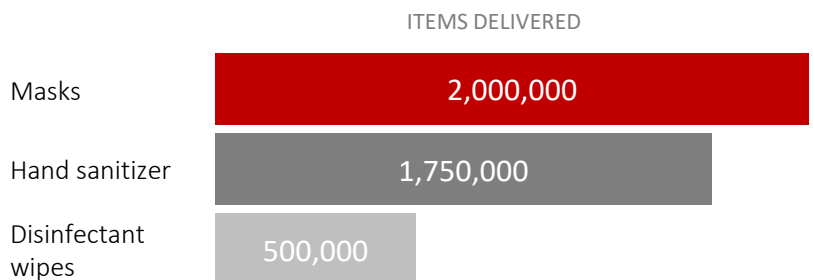 ITEMS DELIVERED
Masks
2,000,000
Hand sanitizer
1,750,000
Disinfectant
wipes
500,000